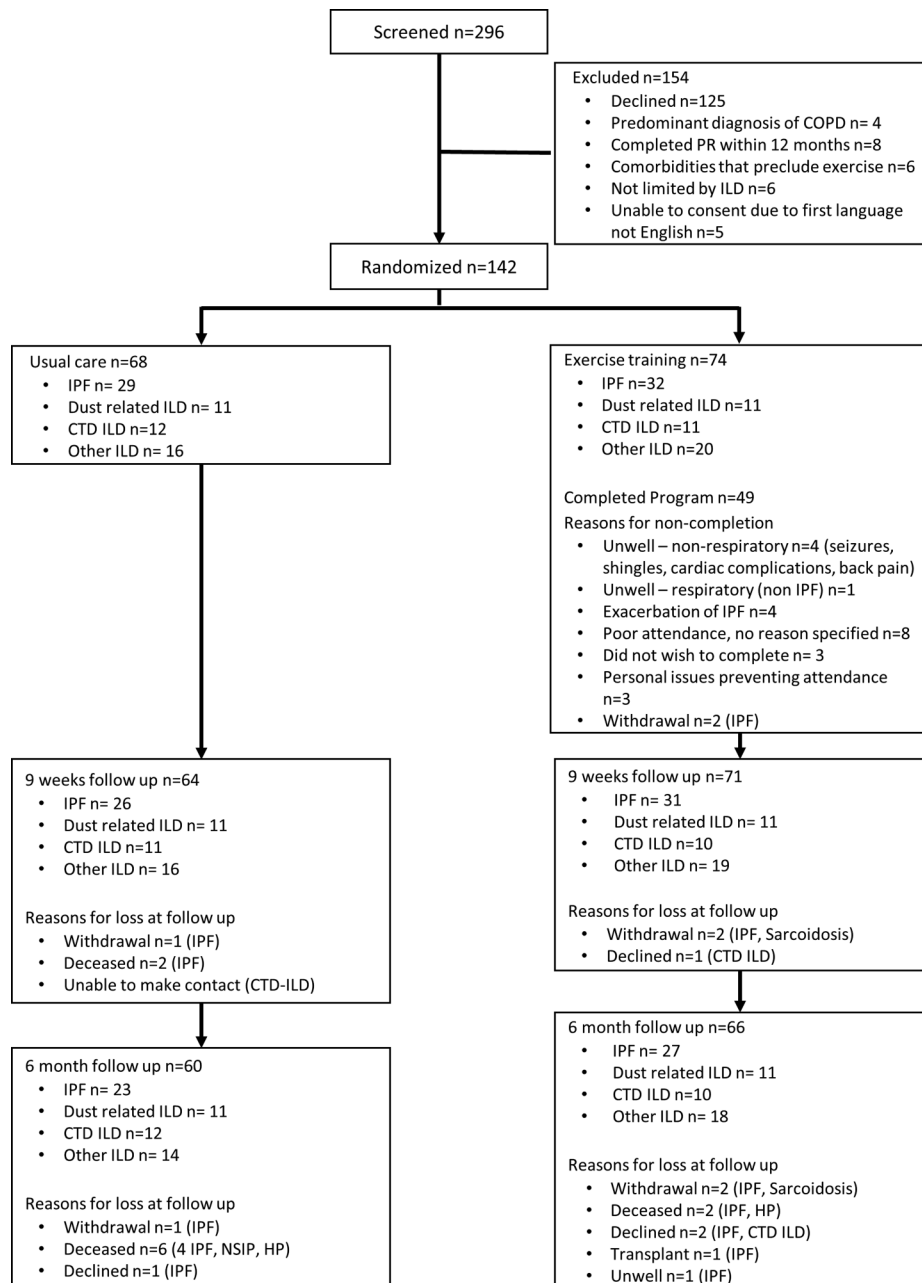 Screened n=296
Excluded n=154
• Declined n=125
• Predominant diagnosis of COPD n= 4
• Completed PR within 12 months n=8
• Comorbidities that preclude exercise n=6
• Not limited by ILD n=6
• Unable to consent due to first language
not English n=5
Randomized n=142
Usual care n=68
• IPF n= 29
• Dust related ILD n= 11
• CTD ILD n=12
• Other ILD n= 16
Exercise training n=74
• IPF n=32
• Dust related ILD n=11
• CTD ILD n=11
• Other ILD n=20
Completed Program n=49
Reasons for non-completion
• Unwell – non-respiratory n=4 (seizures,
shingles, cardiac complications, back pain)
• Unwell – respiratory (non IPF) n=1
• Exacerbation of IPF n=4
• Poor attendance, no reason specified n=8
• Did not wish to complete n= 3
• Personal issues preventing attendance
n=3
• Withdrawal n=2 (IPF)
9 weeks follow up n=64
• IPF n= 26
• Dust related ILD n= 11
• CTD ILD n=11
• Other ILD n= 16
Reasons for loss at follow up
• Withdrawal n=1 (IPF)
• Deceased n=2 (IPF)
• Unable to make contact (CTD-ILD)
9 weeks follow up n=71
• IPF n= 31
• Dust related ILD n= 11
• CTD ILD n=10
• Other ILD n= 19
Reasons for loss at follow up
• Withdrawal n=2 (IPF, Sarcoidosis)
• Declined n=1 (CTD ILD)
6 month follow up n=60
• IPF n= 23
• Dust related ILD n= 11
• CTD ILD n=12
• Other ILD n= 14
Reasons for loss at follow up
• Withdrawal n=1 (IPF)
• Deceased n=6 (4 IPF, NSIP, HP)
• Declined n=1 (IPF)
6 month follow up n=66
• IPF n= 27
• Dust related ILD n= 11
• CTD ILD n=10
• Other ILD n= 18
Reasons for loss at follow up
• Withdrawal n=2 (IPF, Sarcoidosis)
• Deceased n=2 (IPF, HP)
• Declined n=2 (IPF, CTD ILD)
• Transplant n=1 (IPF)
• Unwell n=1 (IPF)